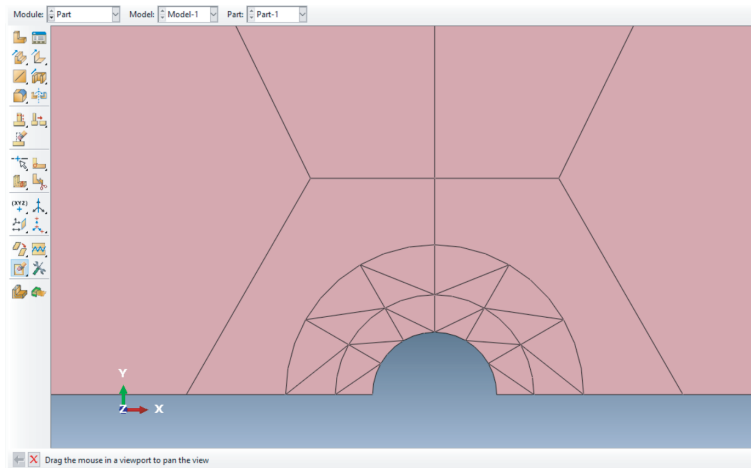 Module: Part Model: Model-1 Part: Part-1
(XYZ)
Y
Z X
Drag the mouse in a viewport to pan the view